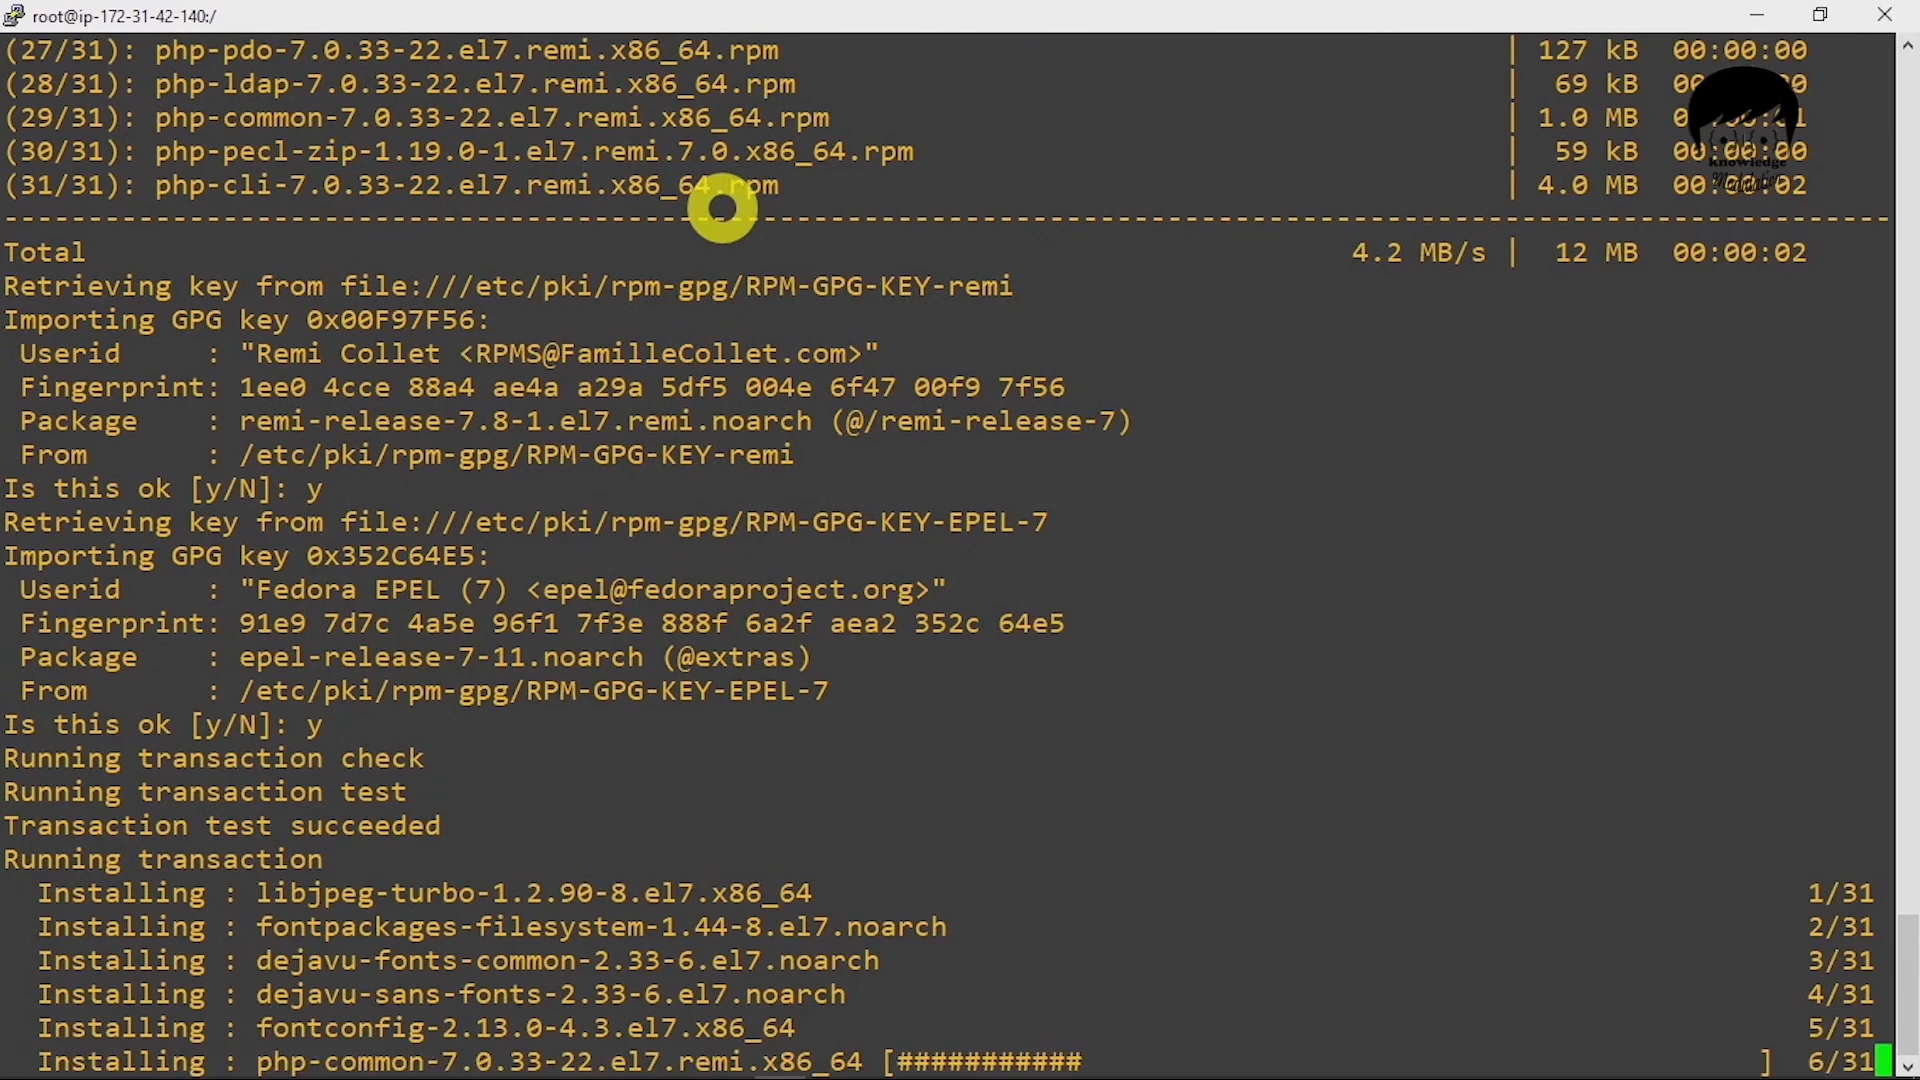 root@ip-172-31-42-140:/
(27/31): php-pdo-7.0.33-22.el7.remi.x86_64.rpm | 127 kB 00:00:00
(28/31): php-ldap-7.0.33-22.el7.remi.x86_64.rpm | 69 kB
(29/31): php-common-7.0.33-22.el7.remi.x86_64.rpm | 1.0 MB
(30/31): php-pecl-zip-1.19.0-1.el7.remi.7.0.x86_64.rpm | 59 kB 00:00:00
knowledge
(31/31): php-cli-7.0.33-22.el7.remi.x86_64.rpm | 4.0 MB 00:00:02
--------------------------------------------------------------------------------
Total 4.2 MB/s | 12 MB 00:00:02
Retrieving key from file:///etc/pki/rpm-gpg/RPM-GPG-KEY-remi
Importing GPG key 0x00F97F56:
Userid : "Remi Collet <RPMS@FamilleCollet.com>"
Fingerprint: 1ee0 4cce 88a4 ae4a a29a 5df5 004e 6f47 00f9 7f56
Package : remi-release-7.8-1.el7.remi.noarch (@/remi-release-7)
From : /etc/pki/rpm-gpg/RPM-GPG-KEY-remi
Is this ok [y/N]: y
Retrieving key from file:///etc/pki/rpm-gpg/RPM-GPG-KEY-EPEL-7
Importing GPG key 0x352C64E5:
Userid : "Fedora EPEL (7) <epel@fedoraproject.org>"
Fingerprint: 91e9 7d7c 4a5e 96f1 7f3e 888f 6a2f aea2 352c 64e5
Package : epel-release-7-11.noarch (@extras)
From : /etc/pki/rpm-gpg/RPM-GPG-KEY-EPEL-7
Is this ok [y/N]: y
Running transaction check
Running transaction test
Transaction test succeeded
Running transaction
Installing : libjpeg-turbo-1.2.90-8.el7.x86_64 1/31
Installing : fontpackages-filesystem-1.44-8.el7.noarch 2/31
Installing : dejavu-fonts-common-2.33-6.el7.noarch 3/31
Installing : dejavu-sans-fonts-2.33-6.el7.noarch 4/31
Installing : fontconfig-2.13.0-4.3.el7.x86_64 5/31
Installing : php-common-7.0.33-22.el7.remi.x86_64 [########### ] 6/31